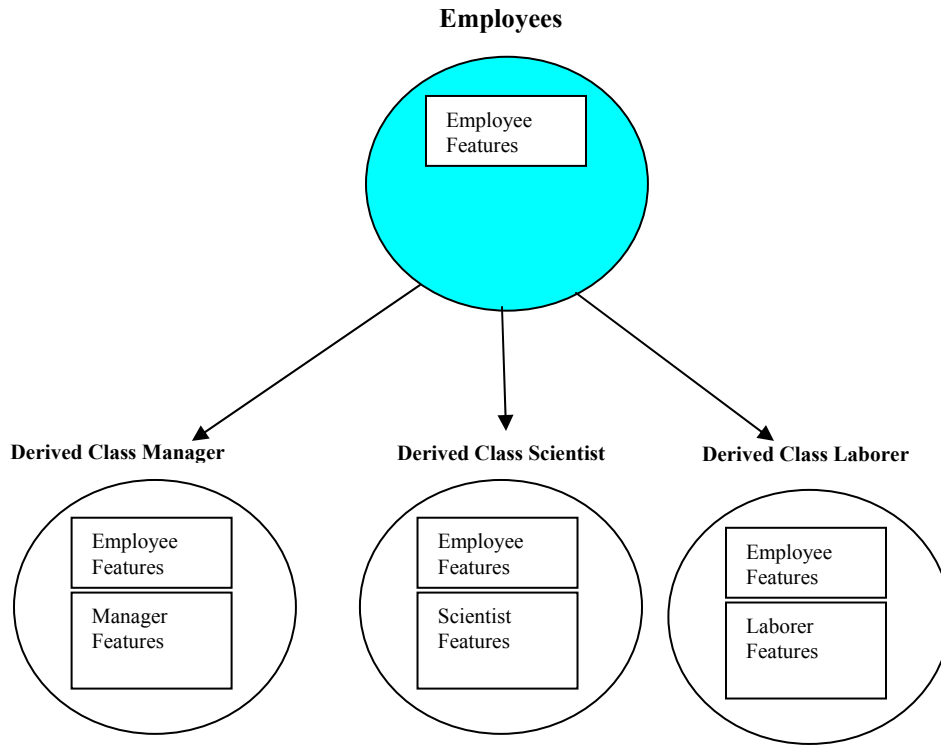 Employees
Employee
Features
Derived Class Manager
Derived Class Scientist
Derived Class Laborer
Employee
Features
Manager
Features
Employee
Features
Scientist
Features
Employee
Features
Laborer
Features